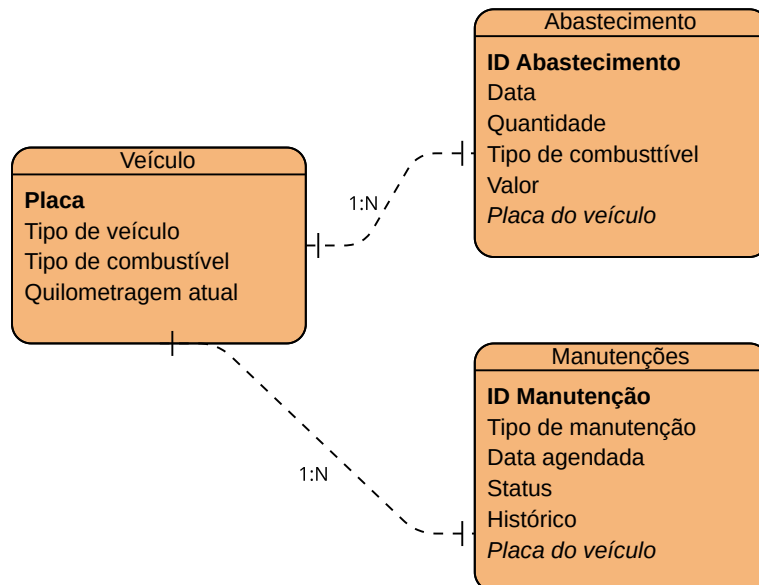 Abastecimento
ID Abastecimento
Data
Quantidade
Tipo de combusttível
Valor
Placa do veículo
Veículo
Placa
Tipo de veículo
Tipo de combustível
Quilometragem atual
1:N
1:N
Manutenções
ID Manutenção
Tipo de manutenção
Data agendada
Status
Histórico
Placa do veículo